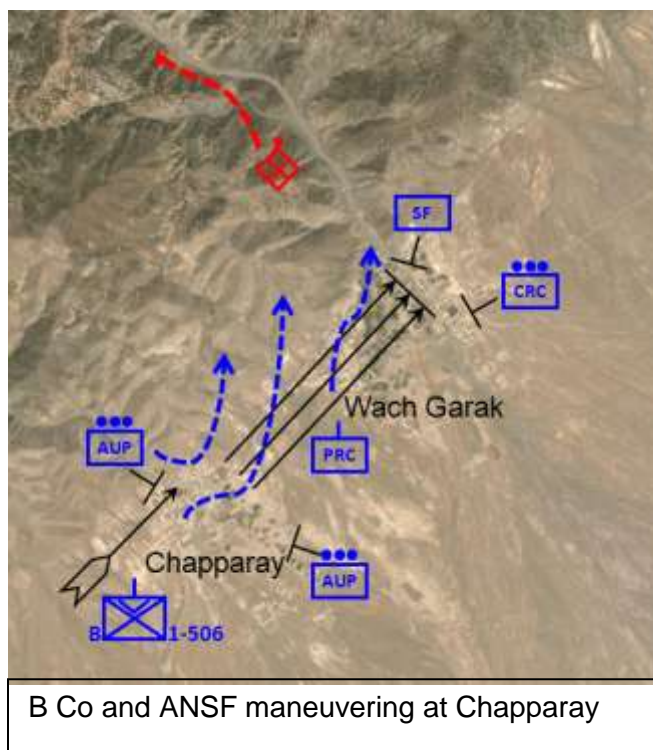 SF
CRC
AUP
Wach Garak
PRC
Chapparay
AUP
B 1-506
B Co and ANSF maneuvering at Chapparay